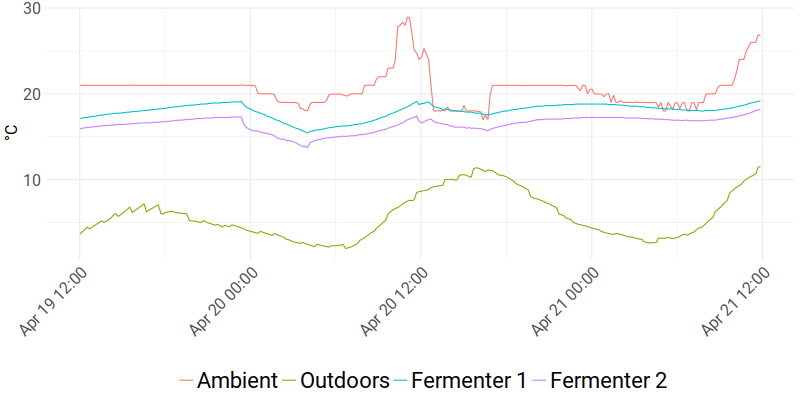 30
20
10
°C
Apr 19 12:00
Apr 20 00:00
Apr 20 12:00
Apr 21 00:00
Apr 21 12:00
Ambient Outdoors Fermenter 1 Fermenter 2